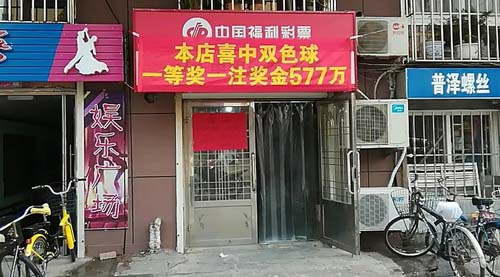 中国福利彩票
本店喜中双色球
一等奖一注奖金577万
普泽螺丝
娱乐广场